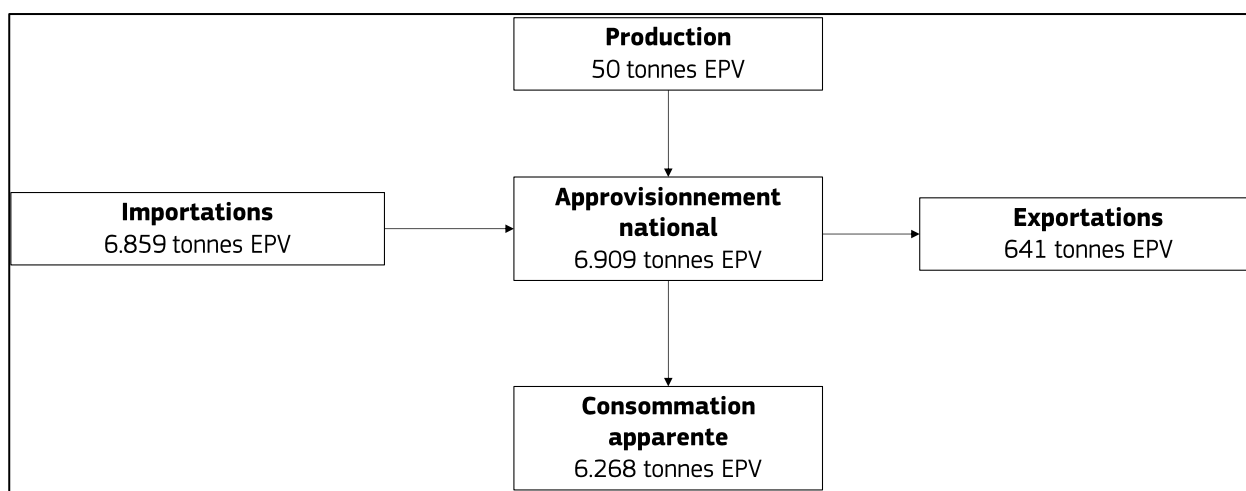 Production
50 tonnes EPV
Importations
6.859 tonnes EPV
Approvisionnement
national
6.909 tonnes EPV
Exportations
641 tonnes EPV
Consommation
apparente
6.268 tonnes EPV